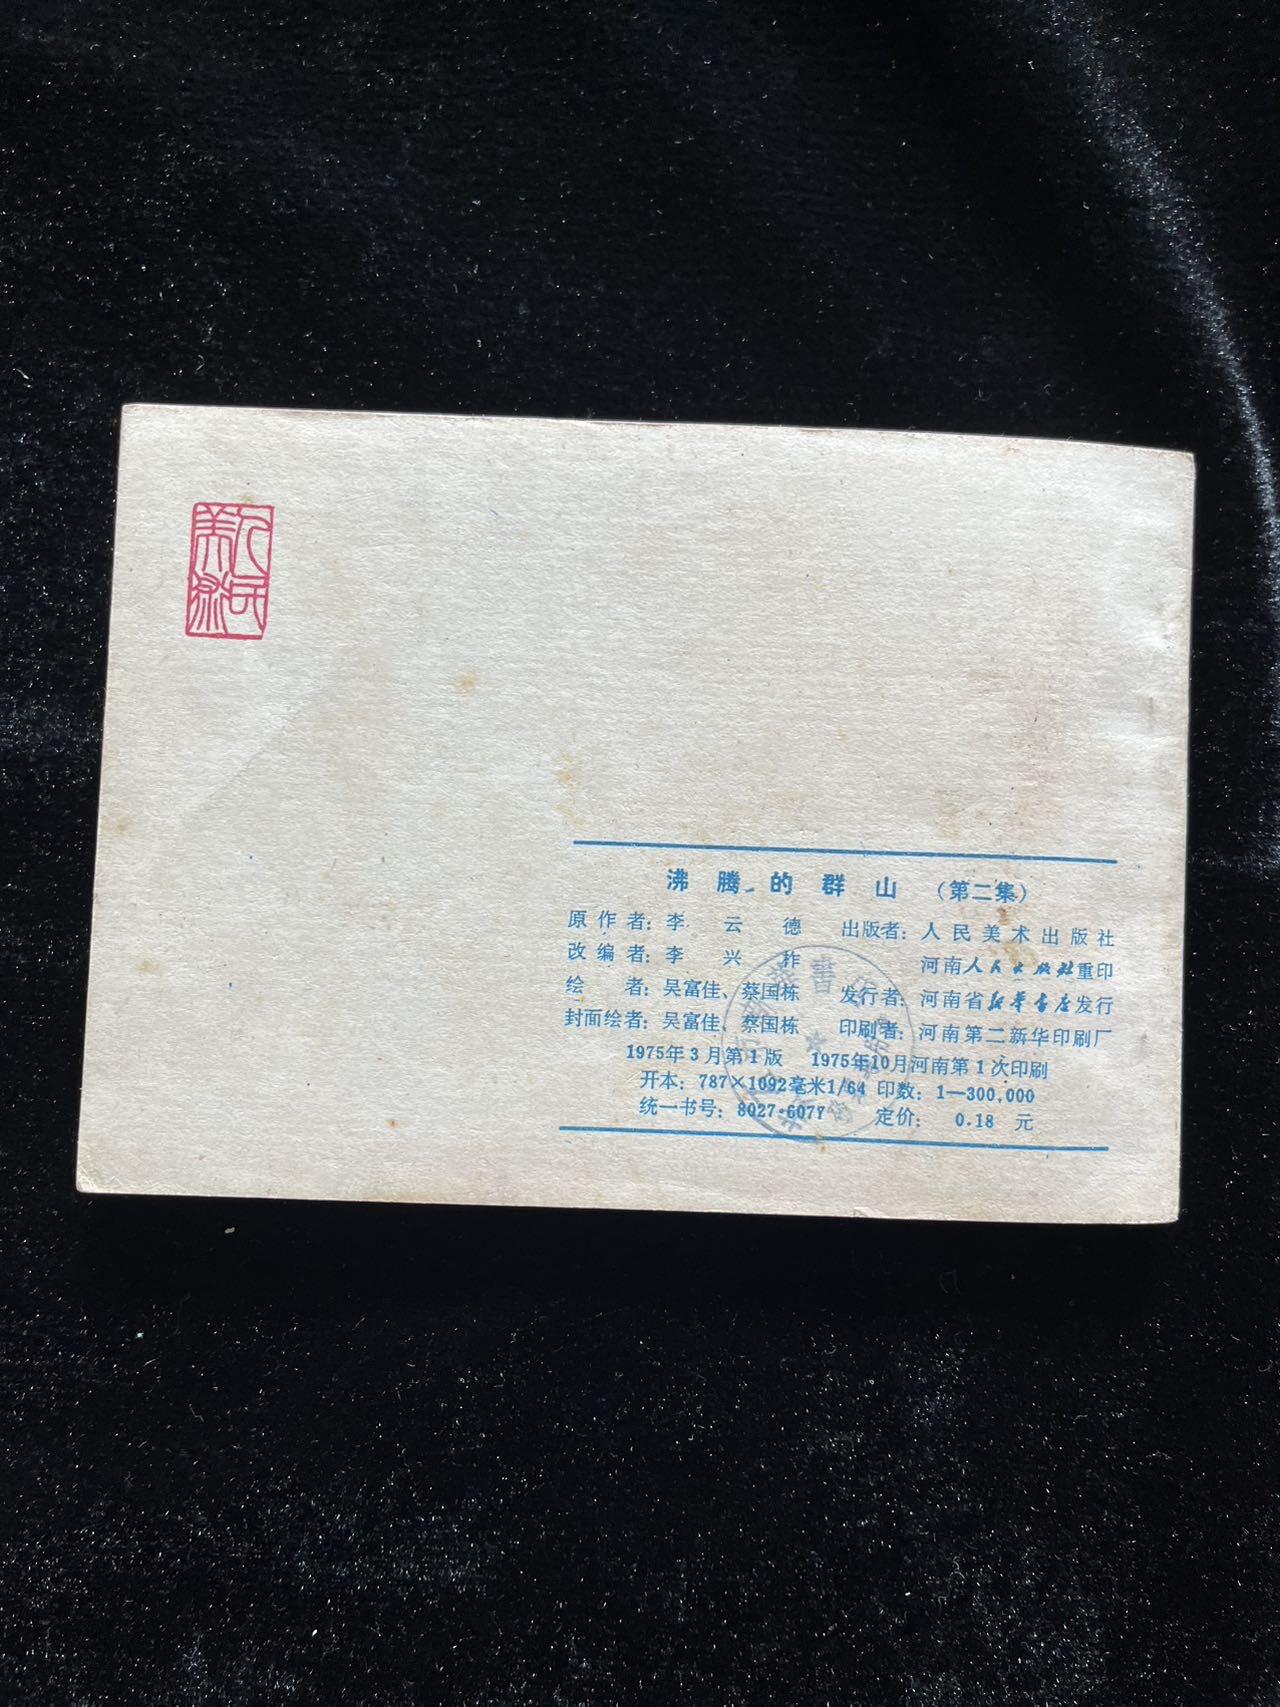 人民美术
沸腾的群山（第二集）
原作者：李云德 出版者：人民美术出版社
改编者：李兴柞 河南人民出版社重印
绘者：吴富佳、蔡国栋 发行者：河南省新华书店发行
封面绘者：吴富佳、蔡国栋 印刷者：河南第二新华印刷厂
1975年3月第1版 1975年10月河南第1次印刷
开本：787×1092毫米1/64 印数：1—300,000
统一书号：8027·6077 定价：0.18元